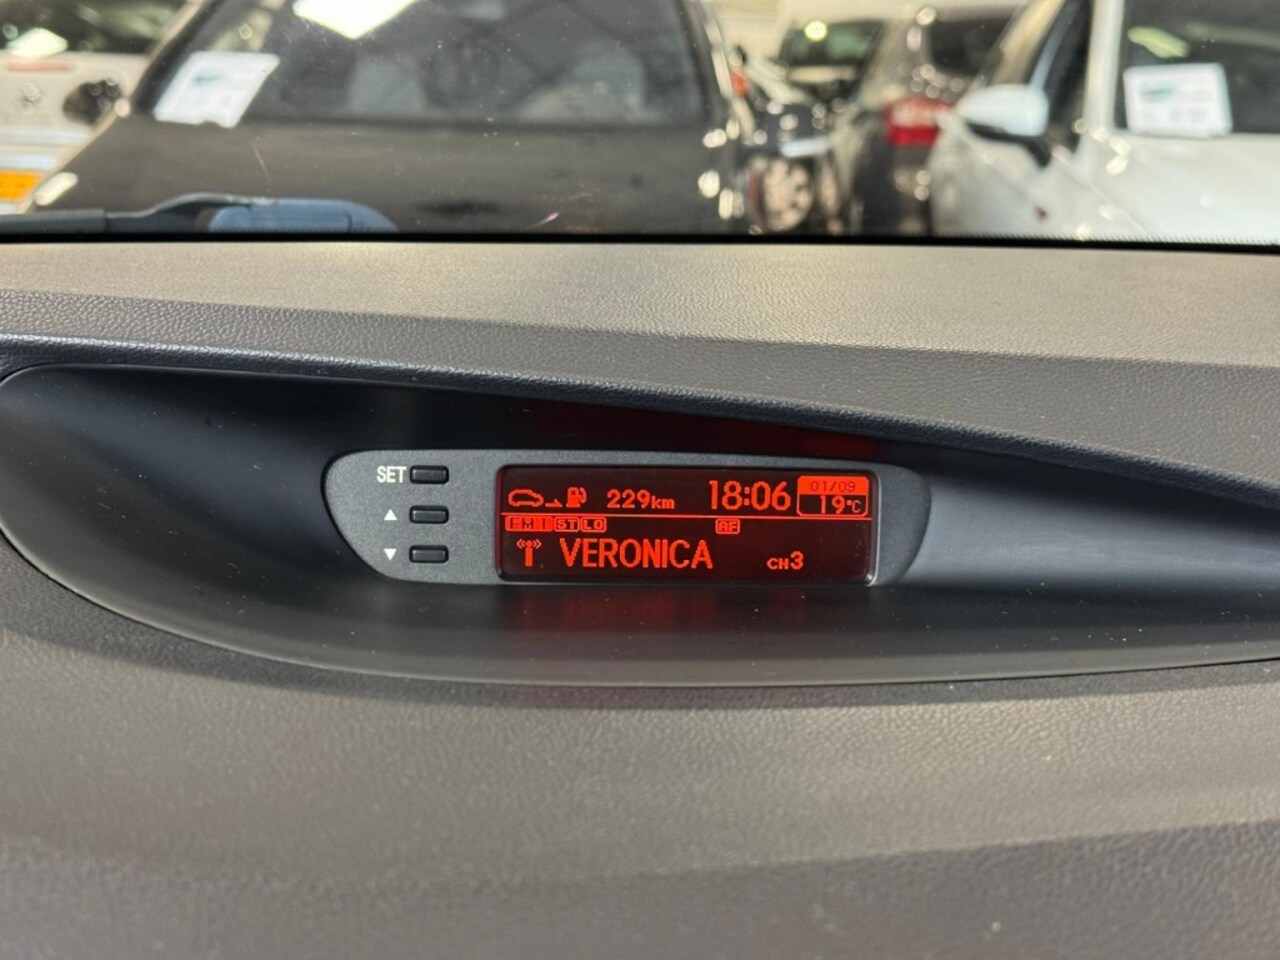 SET
229km 18:06 01/09
19°C
FM1 ST LO AF
VERONICA CH3